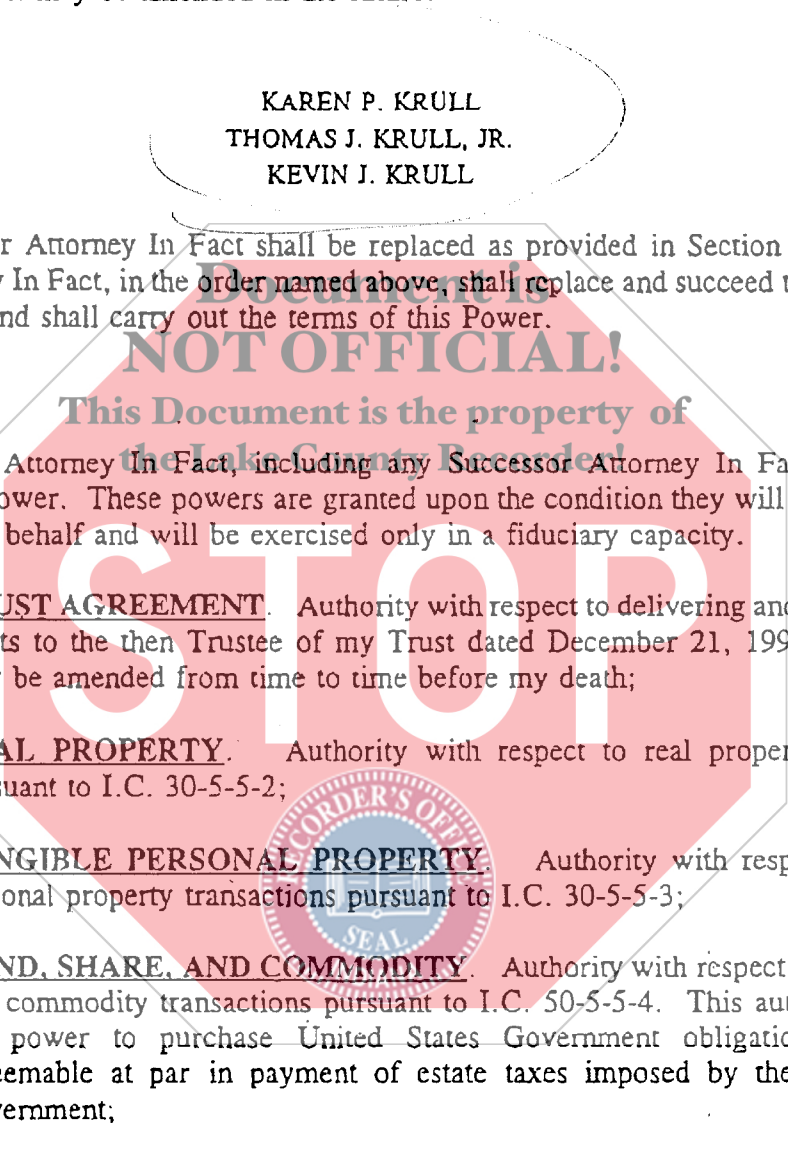 KAREN P. KRULL
THOMAS J. KRULL, JR.
KEVIN J. KRULL
r Attorney In Fact shall be replaced as provided in Section
y In Fact, in the order named above, shall replace and succeed t
nd shall carry out the terms of this Power.
Document is
NOT OFFICIAL!
This Document is the property of
the Lake County Recorder!
Attorney In Fact, including any Successor Attorney In Fa
ower. These powers are granted upon the condition they will
behalf and will be exercised only in a fiduciary capacity.
STOP
UST AGREEMENT. Authority with respect to delivering and
ts to the then Trustee of my Trust dated December 21, 199
be amended from time to time before my death;
AL PROPERTY. Authority with respect to real proper
suant to I.C. 30-5-5-2;
NGIBLE PERSONAL PROPERTY. Authority with resp
onal property transactions pursuant to I.C. 30-5-5-3;
RECORDER'S OFFICE
SEAL
ND, SHARE, AND COMMODITY. Authority with respect
commodity transactions pursuant to I.C. 50-5-5-4. This au
power to purchase United States Government obligatio
eemable at par in payment of estate taxes imposed by the
vernment;